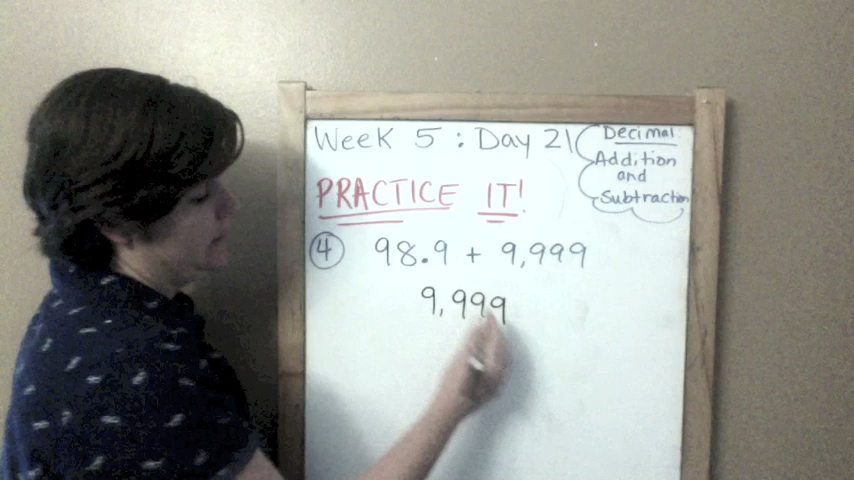 Week 5 : Day 21
Decimal
Addition
and
Subtraction
PRACTICE IT!
4 98.9 + 9,999
9,999